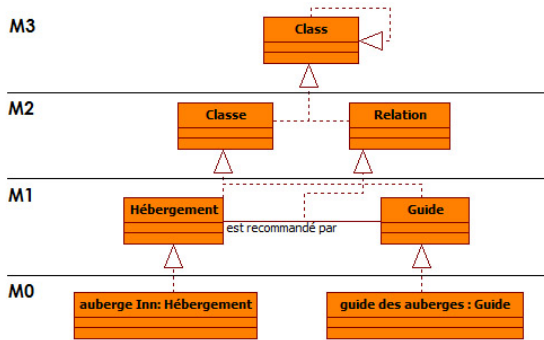 M3
Class
M2
Classe
Relation
M1
Hébergement
est recommandé par
Guide
M0
auberge Inn: Hébergement
guide des auberges : Guide